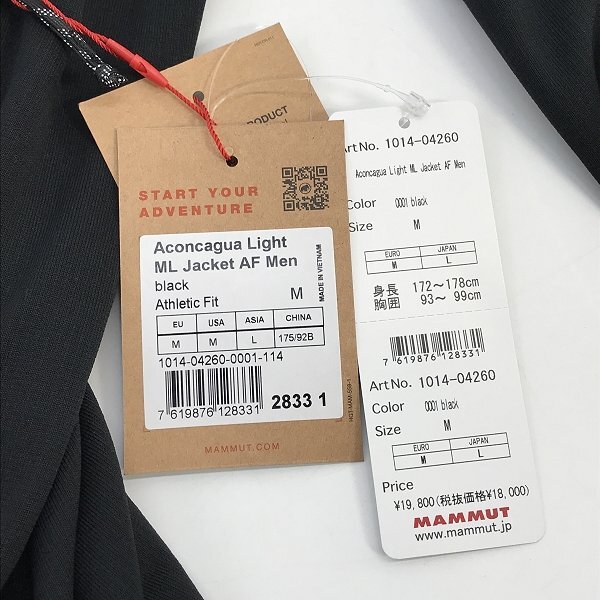 PRODUCT
START YOUR
ADVENTURE
Aconcagua Light
ML Jacket AF Men
black
Athletic Fit
M
MADE IN VIETNAM
EU USA ASIA CHINA
M M L 175/92B
1014-04260-0001-114
7 619876 128331
2833 1
MAMMUT.COM
Art No. 1014-04260
Aconcagua Light ML Jacket AF Men
Color 0001 black
Size M
EURO JAPAN
M L
身長 172～178cm
胸囲 93～ 99cm
7 619876 128331
Art No. 1014-04260
Color 0001 black
Size M
EURO JAPAN
M L
Price
¥19,800(税抜価格¥18,000)
MAMMUT
www.mammut.jp